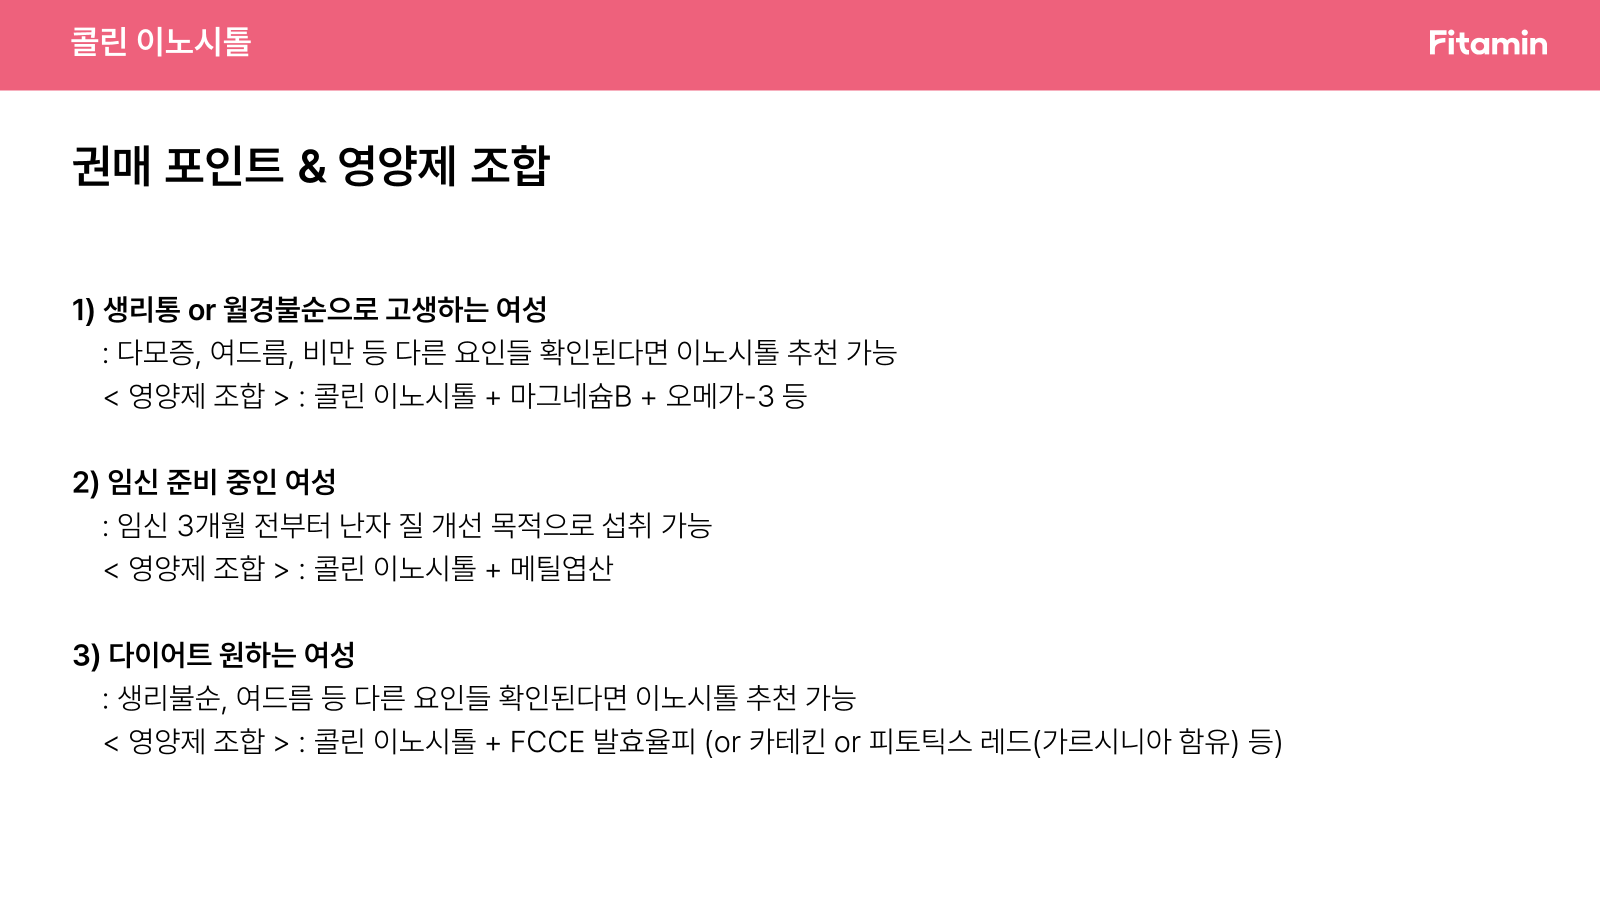 콜린 이노시톨
Fitamin
권매 포인트 & 영양제 조합
1) 생리통 or 월경불순으로 고생하는 여성
: 다모증, 여드름, 비만 등 다른 요인들 확인된다면 이노시톨 추천 가능
< 영양제 조합 > : 콜린 이노시톨 + 마그네슘B + 오메가-3 등
2) 임신 준비 중인 여성
: 임신 3개월 전부터 난자 질 개선 목적으로 섭취 가능
< 영양제 조합 > : 콜린 이노시톨 + 메틸엽산
3) 다이어트 원하는 여성
: 생리불순, 여드름 등 다른 요인들 확인된다면 이노시톨 추천 가능
< 영양제 조합 > : 콜린 이노시톨 + FCCE 발효율피 (or 카테킨 or 피토틱스 레드(가르시니아 함유) 등)